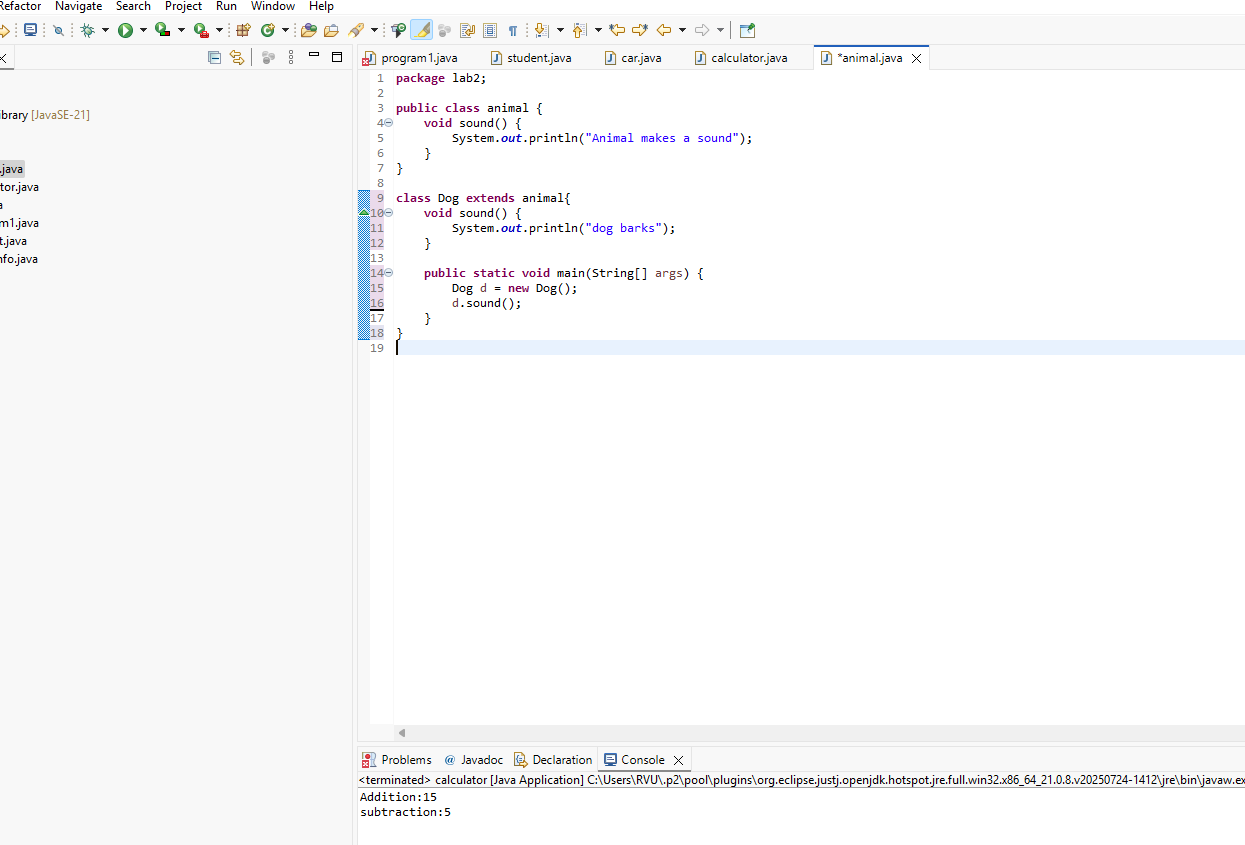 Refactor Navigate Search Project Run Window Help
program1.java student.java car.java calculator.java *animal.java
ibrary [JavaSE-21]
.java
tor.java
a
m1.java
t.java
nfo.java
1 package lab2;
2
3 public class animal {
4 void sound() {
5 System.out.println("Animal makes a sound");
6 }
7 }
8
9 class Dog extends animal{
10 void sound() {
11 System.out.println("dog barks");
12 }
13
14 public static void main(String[] args) {
15 Dog d = new Dog();
16 d.sound();
17 }
18 }
19
Problems @ Javadoc Declaration Console
<terminated> calculator [Java Application] C:\Users\RVU\.p2\pool\plugins\org.eclipse.justj.openjdk.hotspot.jre.full.win32.x86_64_21.0.8.v20250724-1412\jre\bin\javaw.ex
Addition:15
subtraction:5